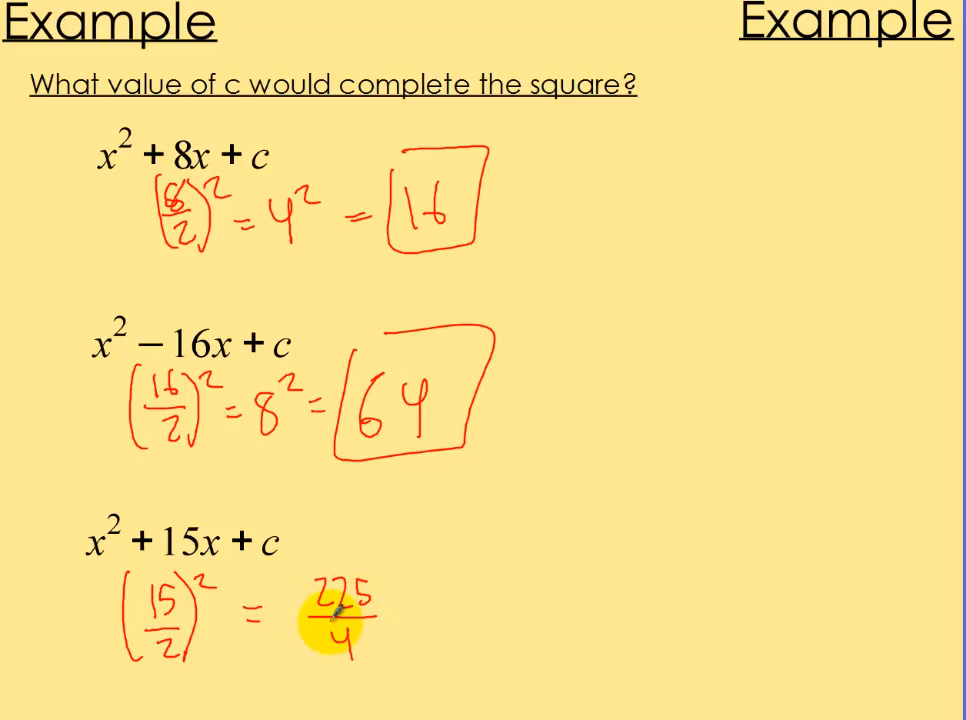 Example
Example
What value of c would complete the square?
x² + 8x + c
(8/2)² = 4² = 16
x² − 16x + c
(16/2)² = 8² = 64
x² + 15x + c
(15/2)² = 225/4